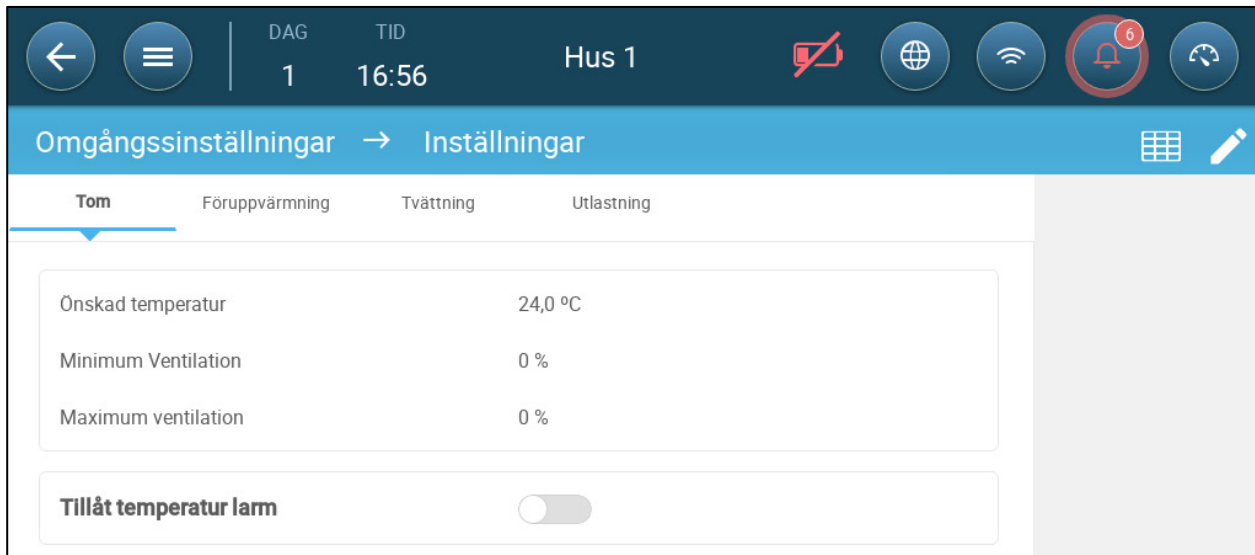 DAG TID
1 16:56 Hus 1 6
Omgångssinställningar → Inställningar
Tom Föruppvärmning Tvättning Utlastning
Önskad temperatur 24,0 ºC
Minimum Ventilation 0 %
Maximum ventilation 0 %
Tillåt temperatur larm